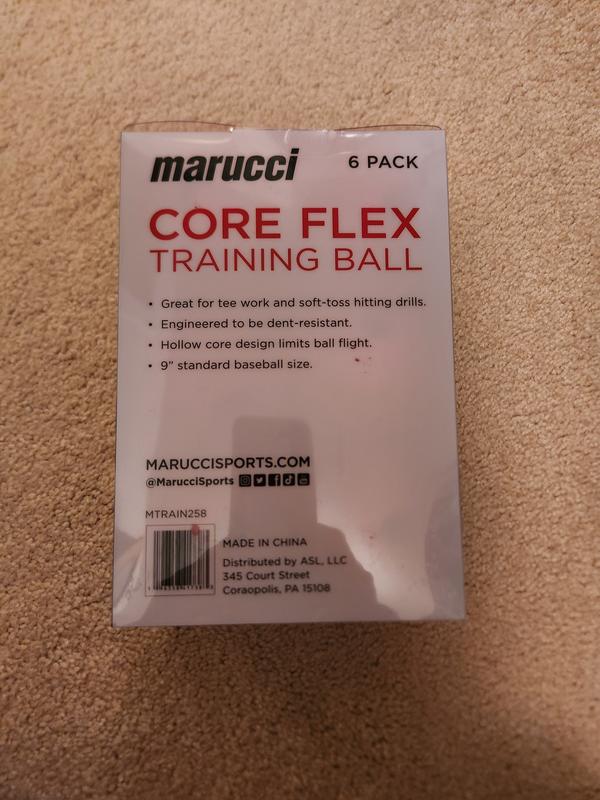 marucci
6 PACK
CORE FLEX
TRAINING BALL
• Great for tee work and soft-toss hitting drills.
• Engineered to be dent-resistant.
• Hollow core design limits ball flight.
• 9” standard baseball size.
MARUCCISPORTS.COM
@MarucciSports
MTRAIN258
MADE IN CHINA
Distributed by ASL, LLC
345 Court Street
Coraopolis, PA 15108